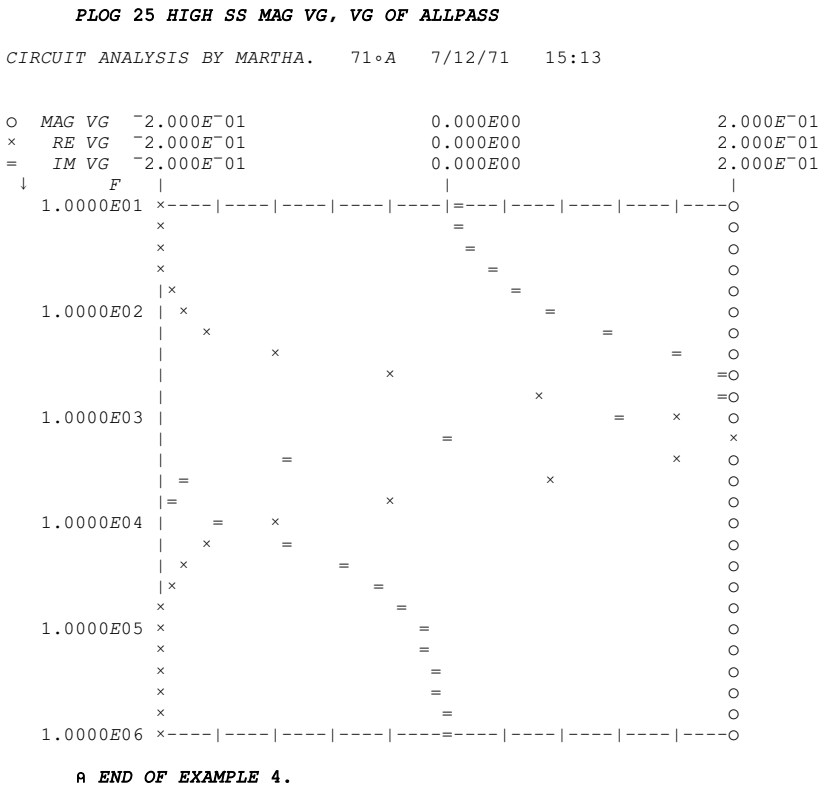 PLOG 25 HIGH SS MAG VG, VG OF ALLPASS
CIRCUIT ANALYSIS BY MARTHA. 71∘A 7/12/71 15:13
○ MAG VG ¯2.000E¯01 0.000E00 2.000E¯01
× RE VG ¯2.000E¯01 0.000E00 2.000E¯01
= IM VG ¯2.000E¯01 0.000E00 2.000E¯01
↓ F | | |
1.0000E01 ×----|----|----|----|----|=---|----|----|----|----○
× = ○
× = ○
× = ○
|× = ○
1.0000E02 | × = ○
| × = ○
| × = ○
| × =○
| × =○
1.0000E03 | = × ○
| = ×
| = × ○
| = × ○
|= × ○
1.0000E04 | = × ○
| × = ○
| × = ○
|× = ○
× = ○
1.0000E05 × = ○
× = ○
× = ○
× = ○
× = ○
1.0000E06 ×----|----|----|----|----=----|----|----|----|----○
⍝ END OF EXAMPLE 4.